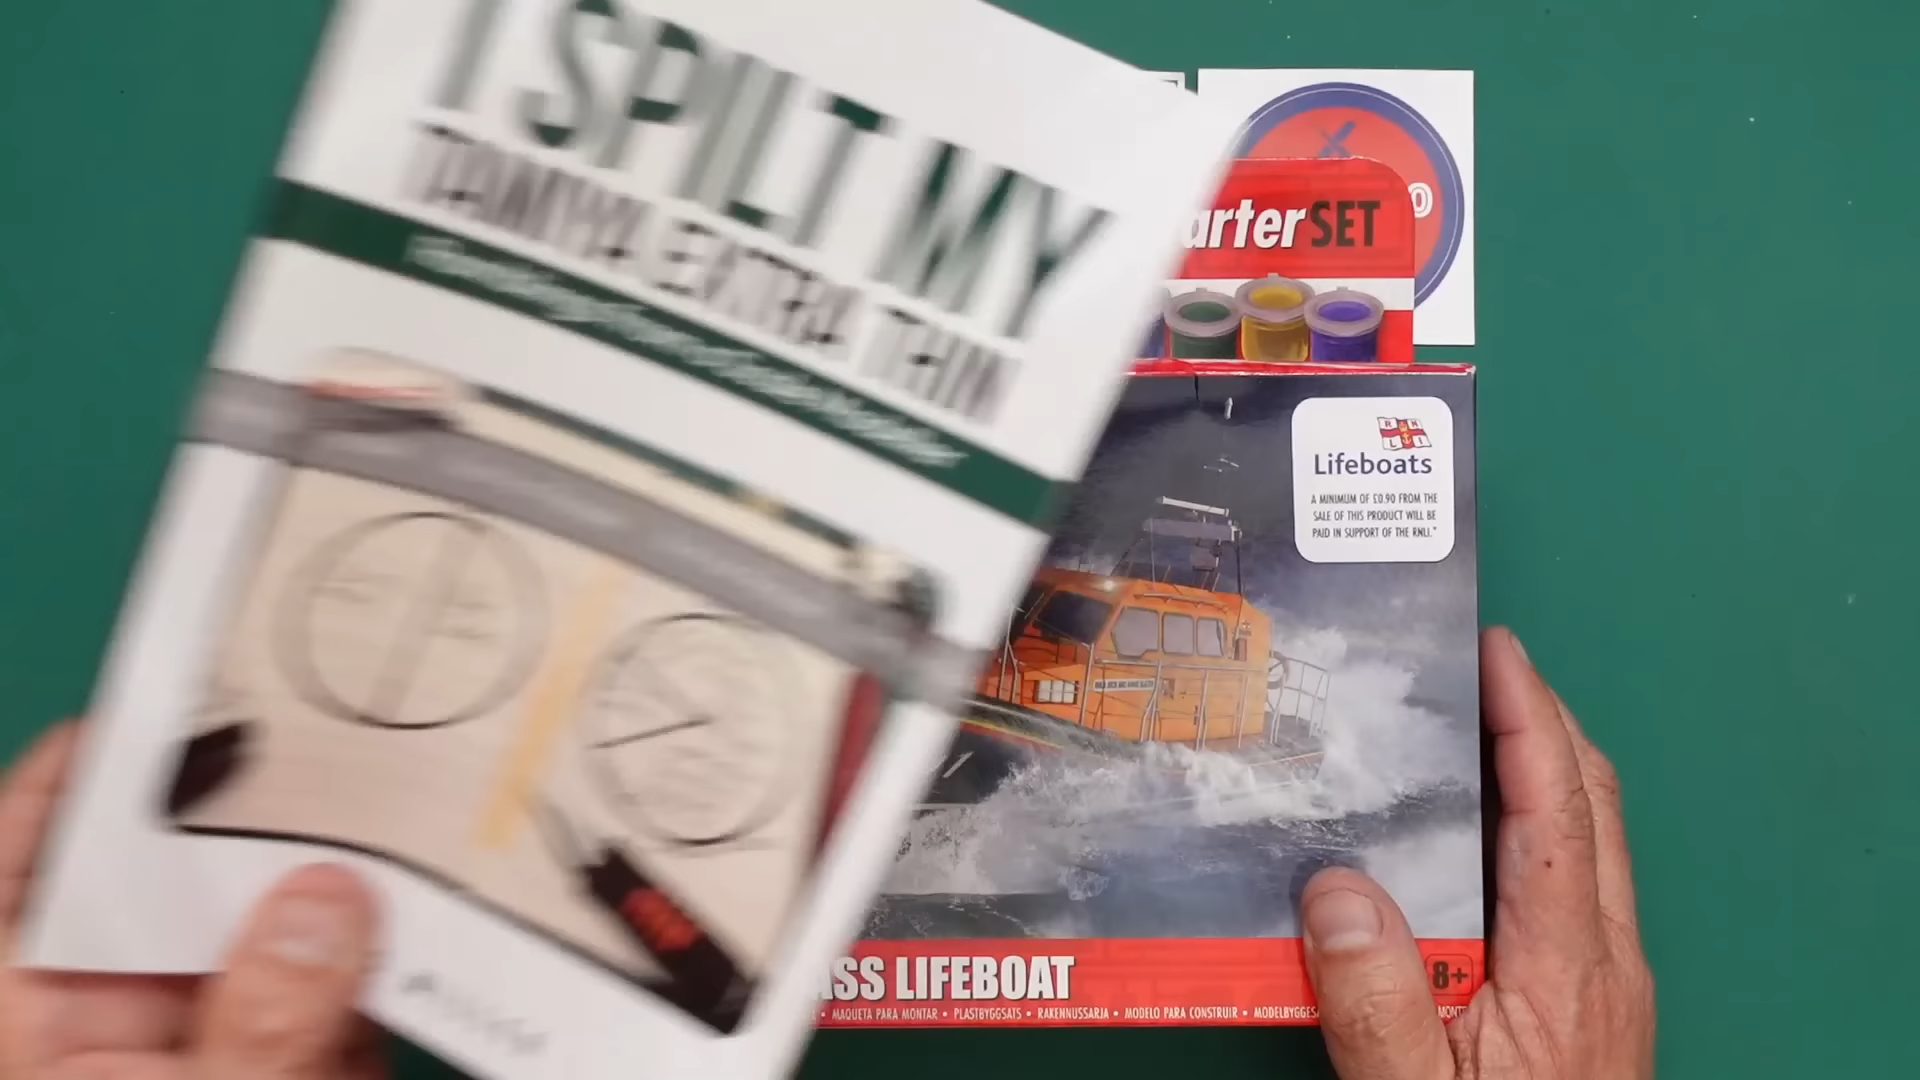 I SPILT MY
TAMIYA EXTRA THIN
arterSET
Lifeboats
A MINIMUM OF £0.90 FROM THE
SALE OF THIS PRODUCT WILL BE
PAID IN SUPPORT OF THE RNLI.*
R N
L I
ASS LIFEBOAT
8+
• MAQUETA PARA MONTAR • PLASTBYGGSATS • RAKENNUSSARJA • MODELO PARA CONSTRUIR • MODELBYGGES